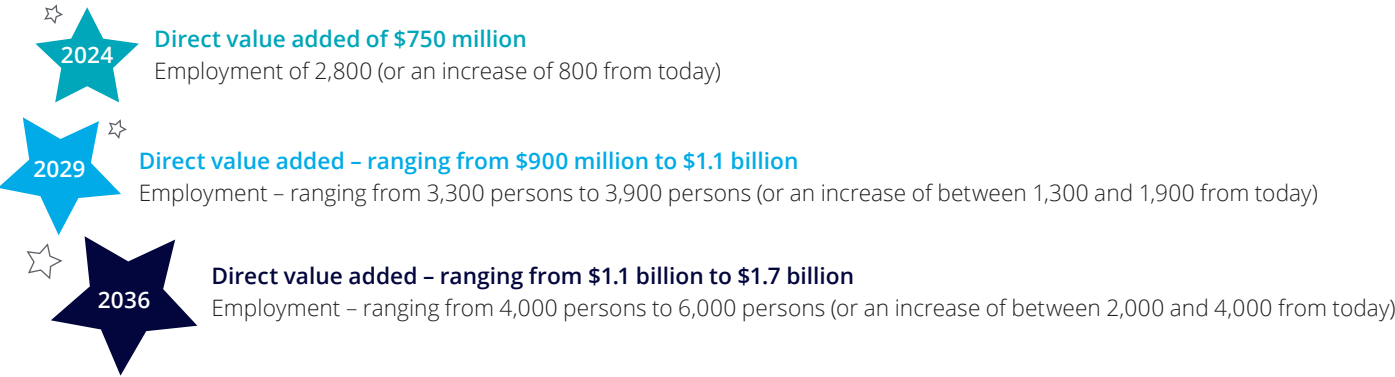 2024
Direct value added of $750 million
Employment of 2,800 (or an increase of 800 from today)
2029
Direct value added – ranging from $900 million to $1.1 billion
Employment – ranging from 3,300 persons to 3,900 persons (or an increase of between 1,300 and 1,900 from today)
2036
Direct value added – ranging from $1.1 billion to $1.7 billion
Employment – ranging from 4,000 persons to 6,000 persons (or an increase of between 2,000 and 4,000 from today)